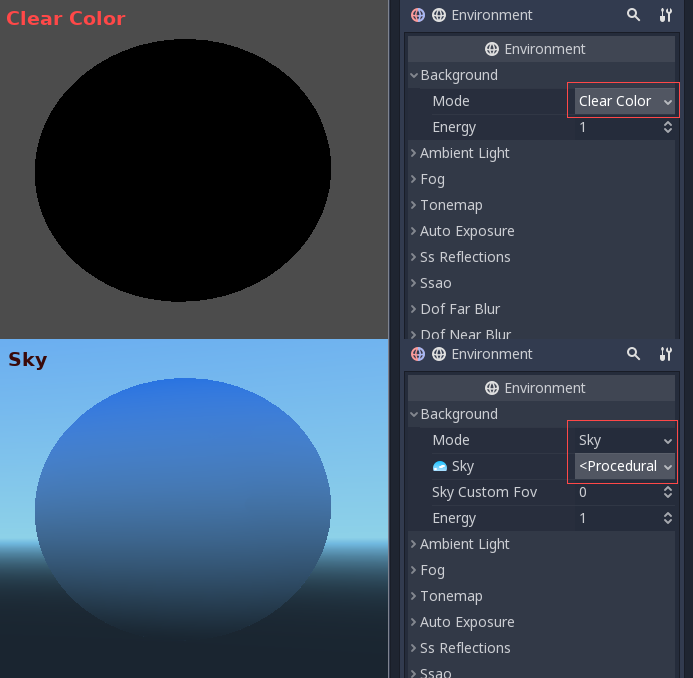 Clear Color
Environment
Environment
Background
Mode Clear Color
Energy 1
Ambient Light
Fog
Tonemap
Auto Exposure
Ss Reflections
Ssao
Dof Far Blur
Dof Near Blur
Sky
Environment
Environment
Background
Mode Sky
Sky <Procedural
Sky Custom Fov 0
Energy 1
Ambient Light
Fog
Tonemap
Auto Exposure
Ss Reflections
Ssao